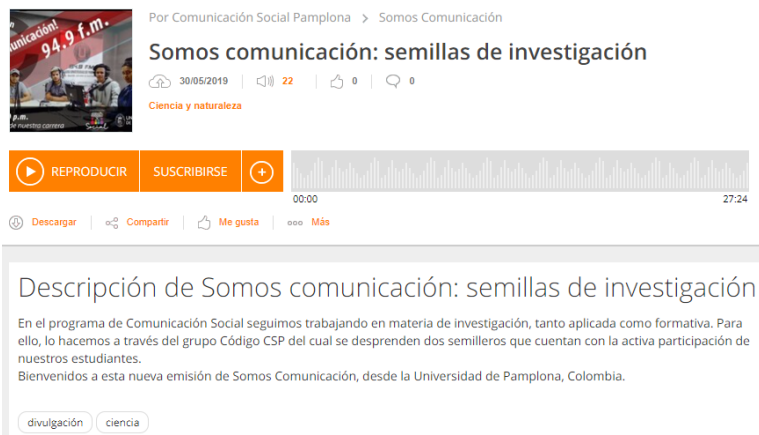 Por Comunicación Social Pamplona > Somos Comunicación
Somos comunicación: semillas de investigación
30/05/2019 22 0 0
Ciencia y naturaleza
94.9 f.m.
p.m.
de nuestra carrera
REPRODUCIR SUSCRIBIRSE
00:00 27:24
Descargar Compartir Me gusta Más
Descripción de Somos comunicación: semillas de investigación
En el programa de Comunicación Social seguimos trabajando en materia de investigación, tanto aplicada como formativa. Para
ello, lo hacemos a través del grupo Código CSP del cual se desprenden dos semilleros que cuentan con la activa participación de
nuestros estudiantes.
Bienvenidos a esta nueva emisión de Somos Comunicación, desde la Universidad de Pamplona, Colombia.
divulgación ciencia